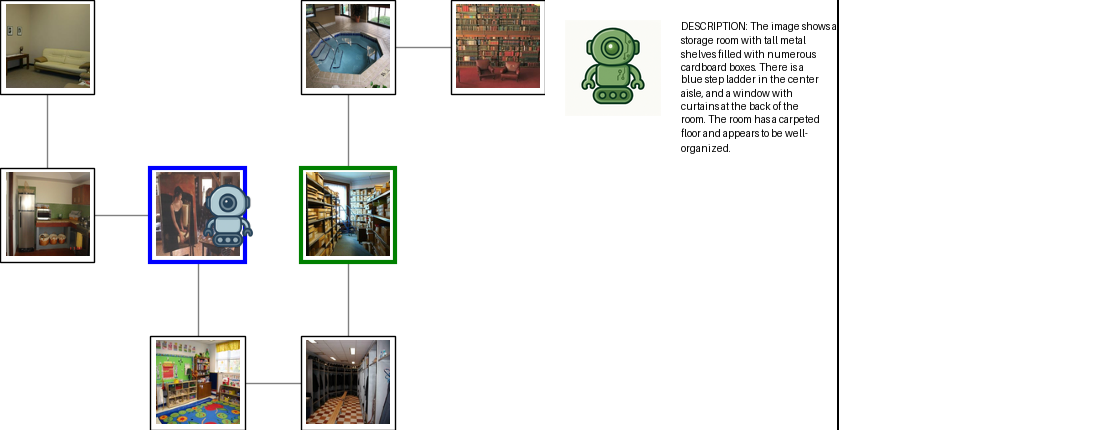 DESCRIPTION: The image shows a
storage room with tall metal
shelves filled with numerous
cardboard boxes. There is a
blue step ladder in the center
aisle, and a window with
curtains at the back of the
room. The room has a carpeted
floor and appears to be well-
organized.